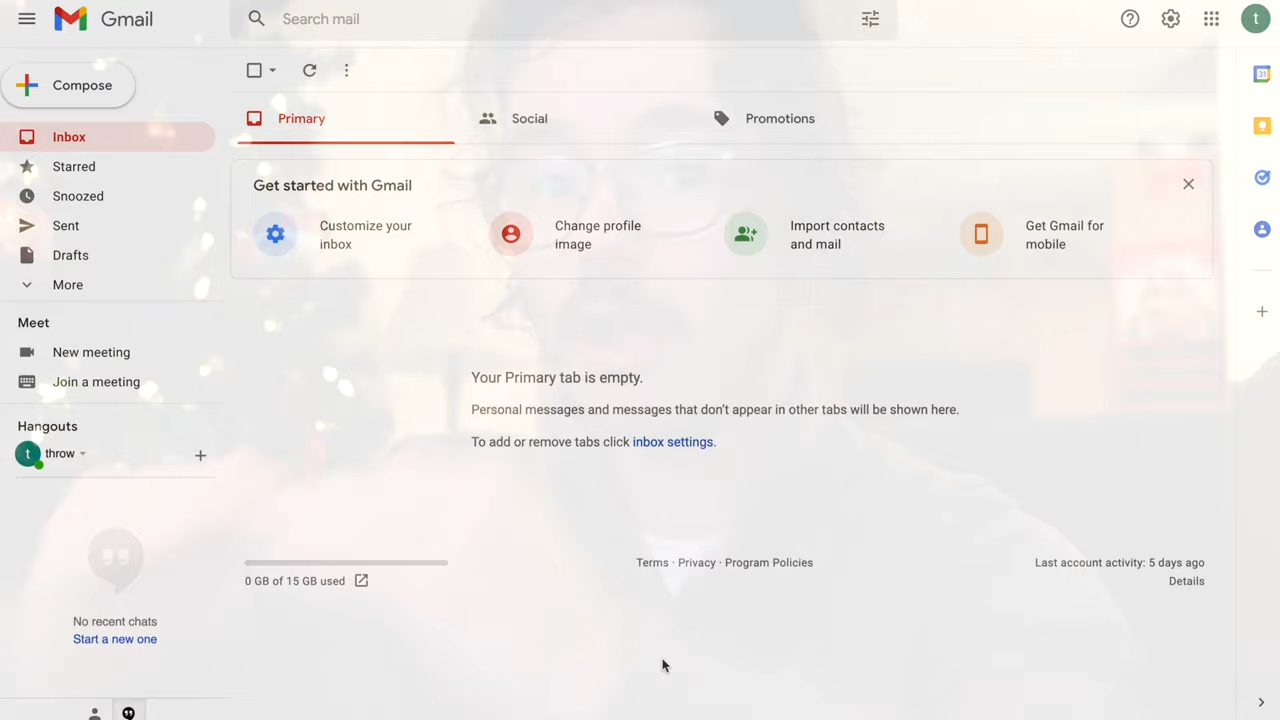 Gmail
Search mail
t
Compose
31
Primary
Social
Promotions
Inbox
Starred
Get started with Gmail
Snoozed
Customize your
inbox
Change profile
image
Import contacts
and mail
Get Gmail for
mobile
Sent
Drafts
More
Meet
New meeting
Join a meeting
Your Primary tab is empty.
Personal messages and messages that don't appear in other tabs will be shown here.
To add or remove tabs click inbox settings.
Hangouts
t throw
0 GB of 15 GB used
Terms · Privacy · Program Policies
Last account activity: 5 days ago
Details
No recent chats
Start a new one